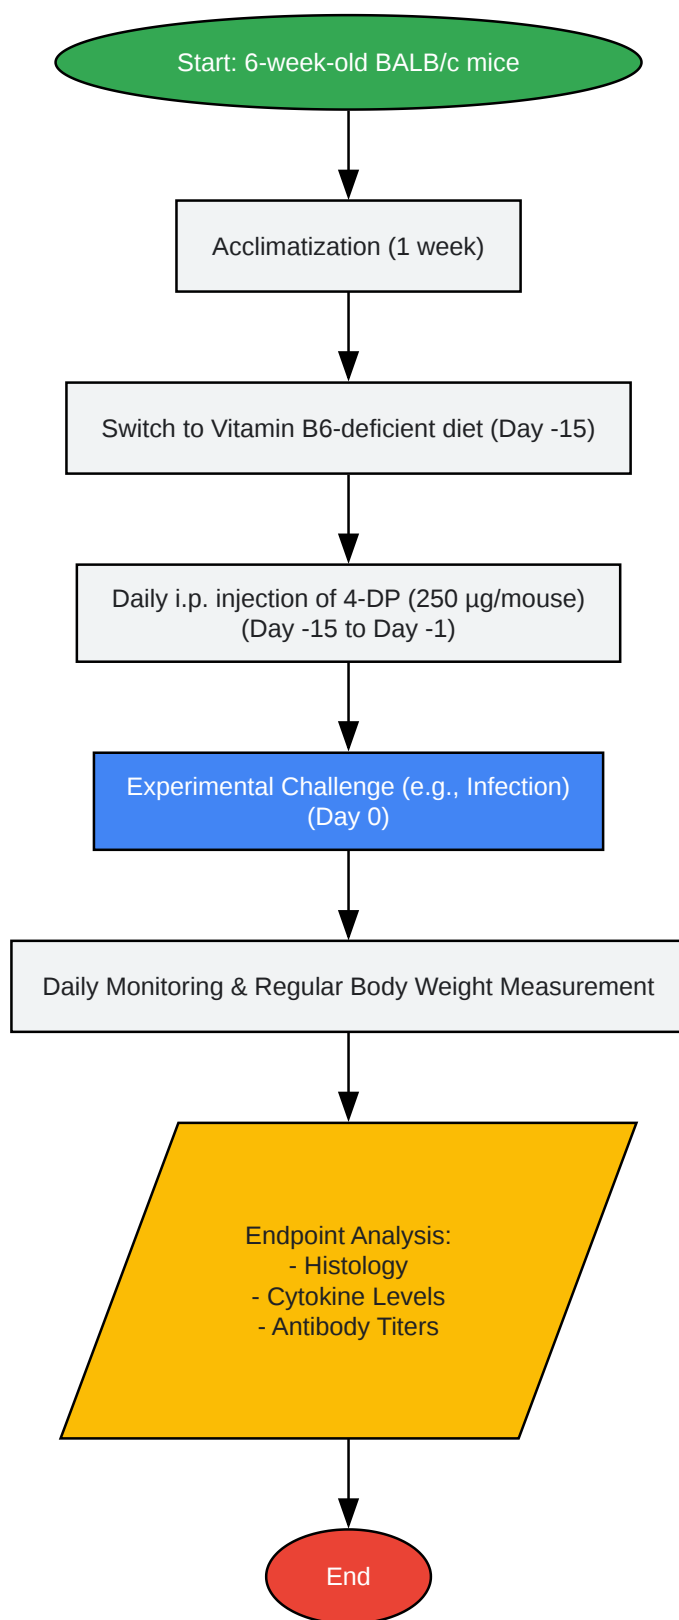 Start: 6-week-old BALB/c mice
Acclimatization (1 week)
Switch to Vitamin B6-deficient diet (Day -15)
Daily i.p. injection of 4-DP (250 µg/mouse)
(Day -15 to Day -1)
Experimental Challenge (e.g., Infection)
(Day 0)
Daily Monitoring & Regular Body Weight Measurement
Endpoint Analysis:
- Histology
- Cytokine Levels
- Antibody Titers
End